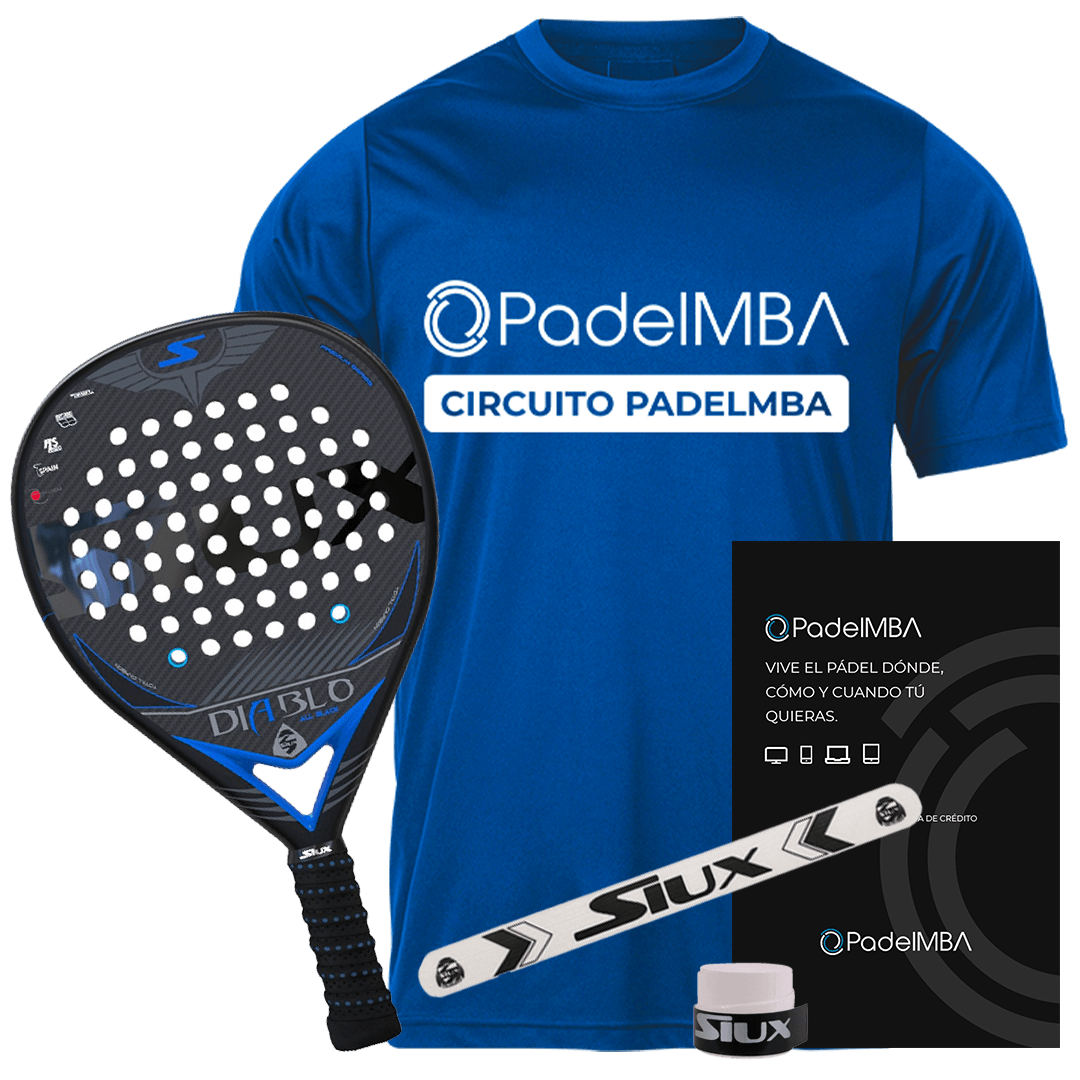 PadelMBA
CIRCUITO PADELMBA
S
SPAIN
SIUX
DIABLO
ALL BLACK
SIUX
PadelMBA
VIVE EL PÁDEL DÓNDE,
CÓMO Y CUANDO TÚ
QUIERAS.
A DE CRÉDITO
SIUX
PadelMBA
SIUX